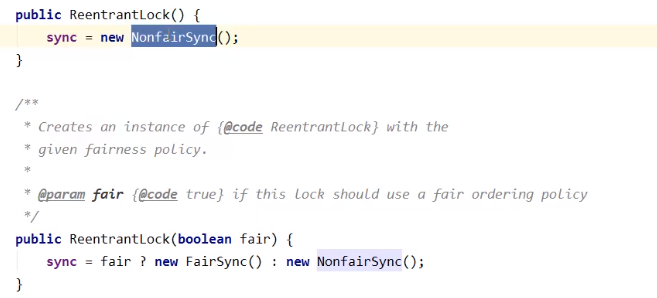 public ReentrantLock() {
sync = new NonfairSync();
}
/**
* Creates an instance of {@code ReentrantLock} with the
* given fairness policy.
*
* @param fair {@code true} if this lock should use a fair ordering policy
*/
public ReentrantLock(boolean fair) {
sync = fair ? new FairSync() : new NonfairSync();
}